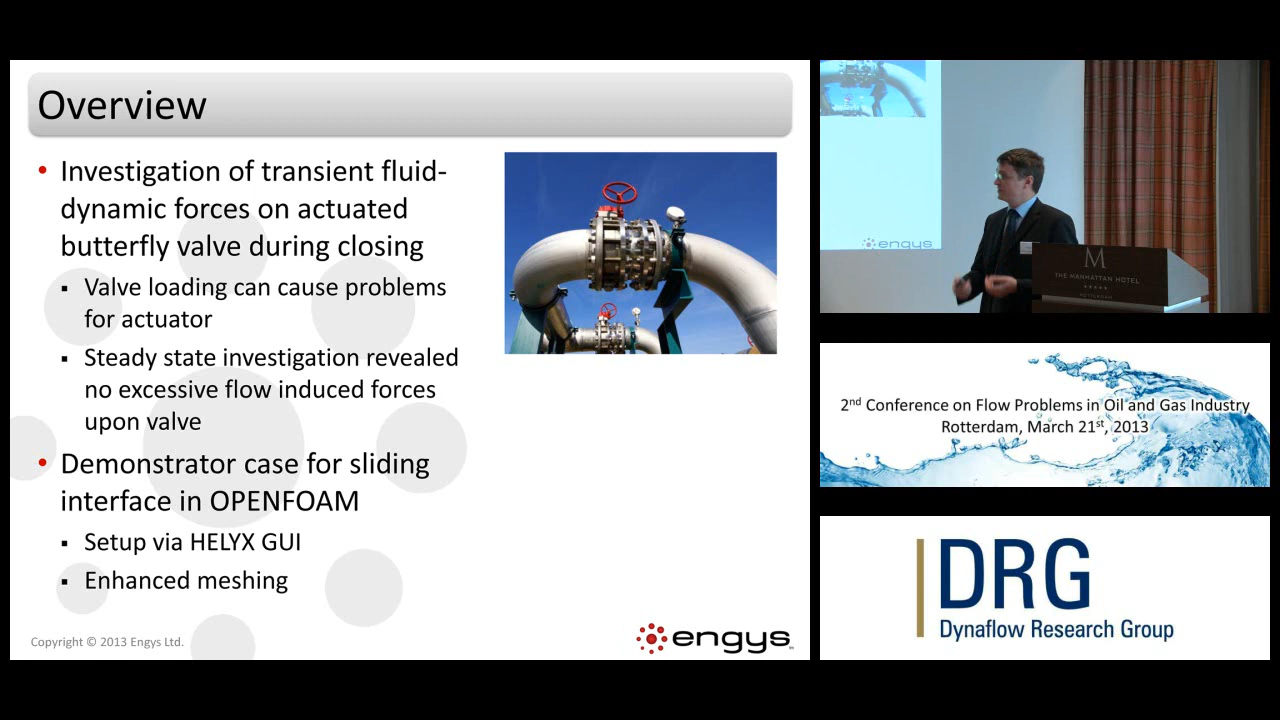 Overview
• Investigation of transient fluid-
dynamic forces on actuated
butterfly valve during closing
▪ Valve loading can cause problems
for actuator
▪ Steady state investigation revealed
no excessive flow induced forces
upon valve
• Demonstrator case for sliding
interface in OPENFOAM
▪ Setup via HELYX GUI
▪ Enhanced meshing
Copyright © 2013 Engys Ltd.
engys
engys
M
THE MANHATTAN HOTEL
★★★★★
ROTTERDAM
2nd Conference on Flow Problems in Oil and Gas Industry
Rotterdam, March 21st, 2013
DRG
Dynaflow Research Group